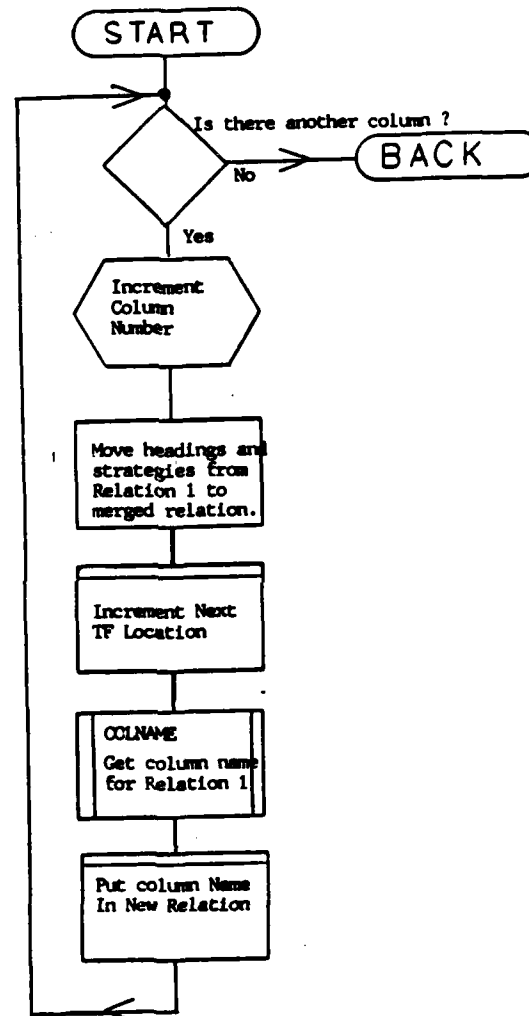 START
Is there another column ?
BACK
No
Yes
Increment
Column
Number
Move headings and
strategies from
Relation 1 to
merged relation.
Increment Next
TF Location
COLNAME
Get column name
for Relation 1
Put column Name
In New Relation